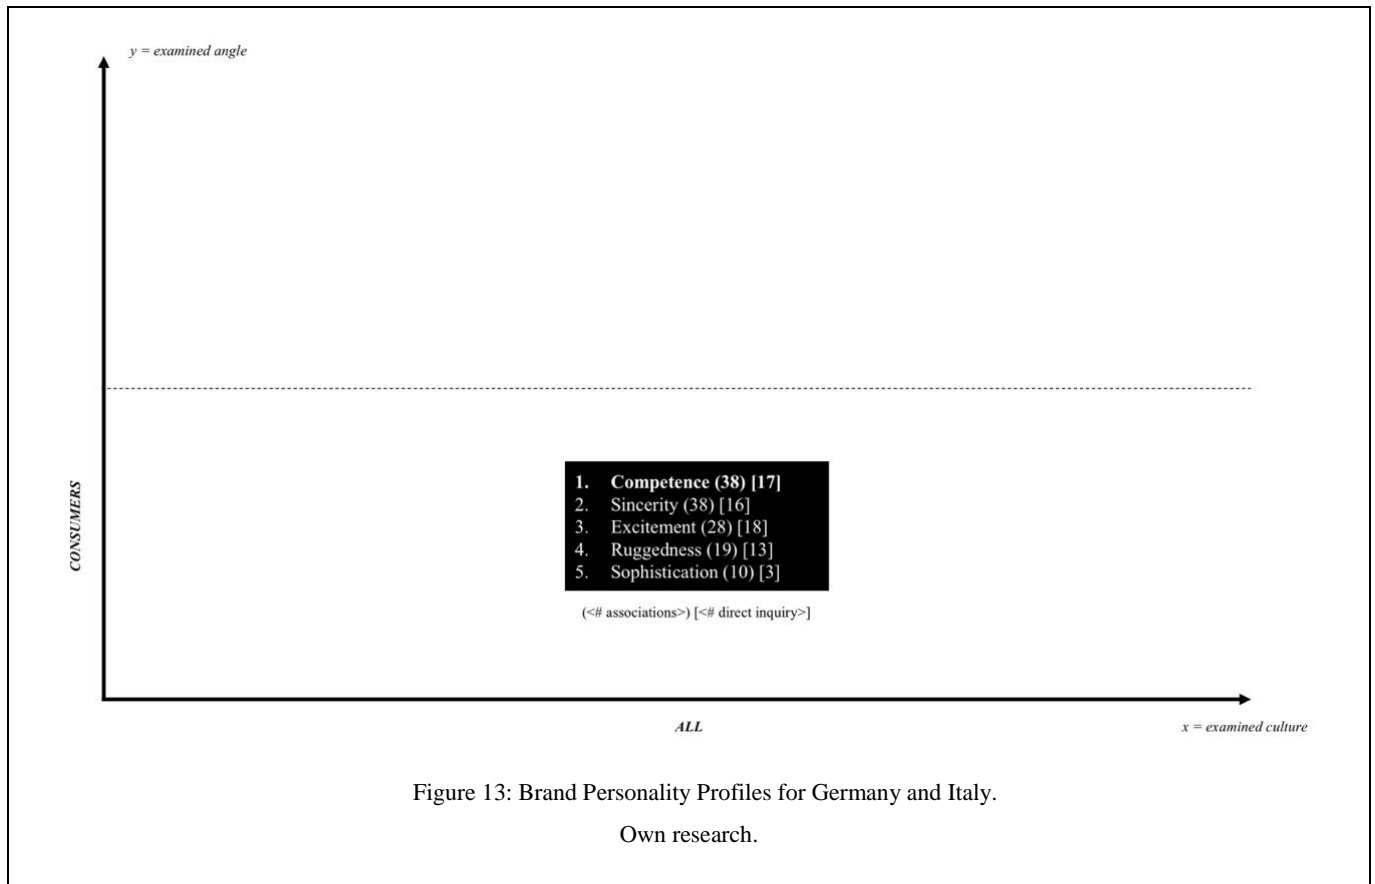 y = examined angle
CONSUMERS
1. Competence (38) [17]
2. Sincerity (38) [16]
3. Excitement (28) [18]
4. Ruggedness (19) [13]
5. Sophistication (10) [3]
(<# associations>) [<# direct inquiry>]
ALL
x = examined culture
Figure 13: Brand Personality Profiles for Germany and Italy.
Own research.